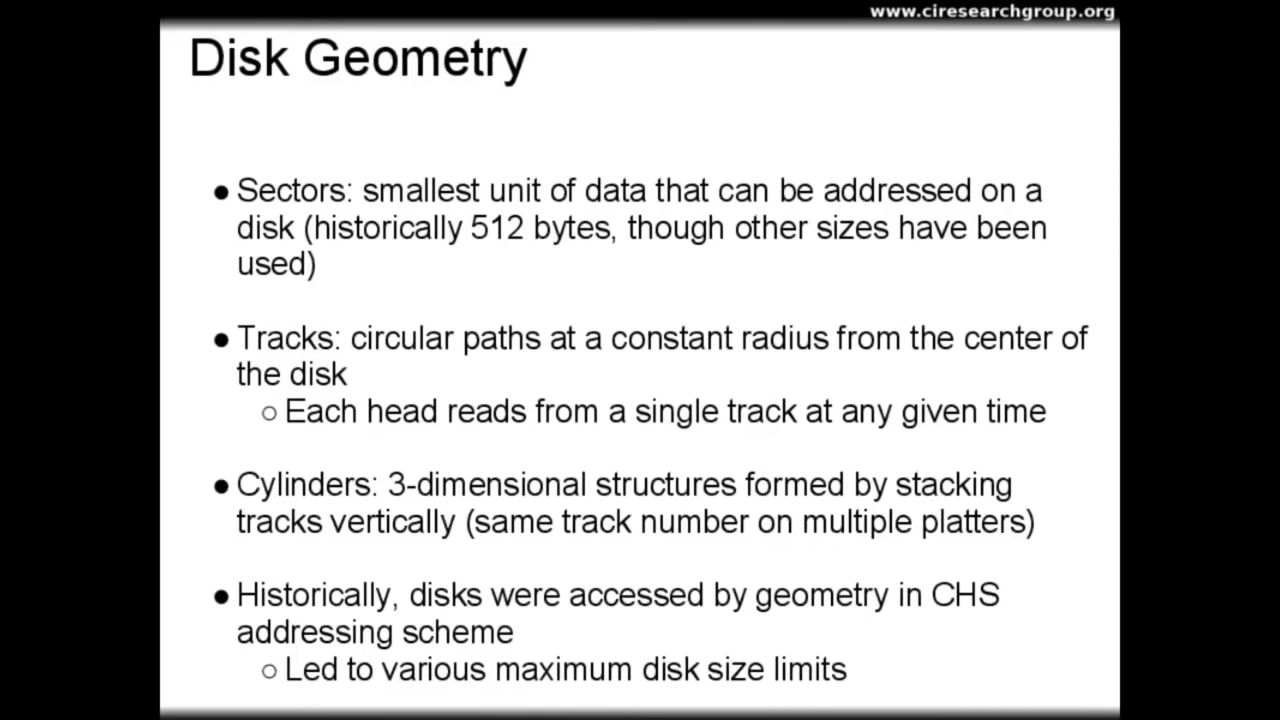 www.ciresearchgroup.org
Disk Geometry
● Sectors: smallest unit of data that can be addressed on a
disk (historically 512 bytes, though other sizes have been
used)
● Tracks: circular paths at a constant radius from the center of
the disk
○ Each head reads from a single track at any given time
● Cylinders: 3-dimensional structures formed by stacking
tracks vertically (same track number on multiple platters)
● Historically, disks were accessed by geometry in CHS
addressing scheme
○ Led to various maximum disk size limits